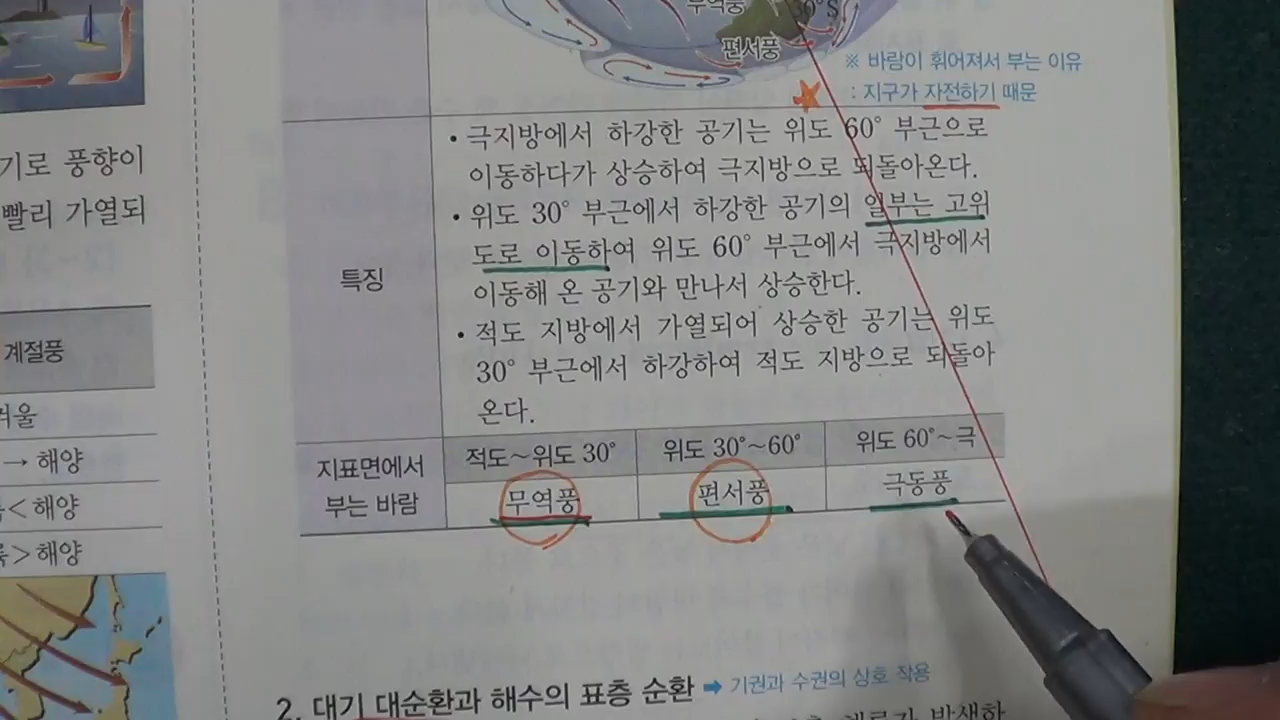 무역풍
30°S
편서풍
※ 바람이 휘어져서 부는 이유
: 지구가 자전하기 때문
기로 풍향이
빨리 가열되
계절풍
겨울
→ 해양
< 해양
> 해양
특징
• 극지방에서 하강한 공기는 위도 60° 부근으로
이동하다가 상승하여 극지방으로 되돌아온다.
• 위도 30° 부근에서 하강한 공기의 일부는 고위
도로 이동하여 위도 60° 부근에서 극지방에서
이동해 온 공기와 만나서 상승한다.
• 적도 지방에서 가열되어 상승한 공기는 위도
30° 부근에서 하강하여 적도 지방으로 되돌아
온다.
지표면에서
부는 바람
적도~위도 30° 위도 30°~60° 위도 60°~극
무역풍 편서풍 극동풍
2. 대기 대순환과 해수의 표층 순환 ➡ 기권과 수권의 상호 작용
해류가 발생하